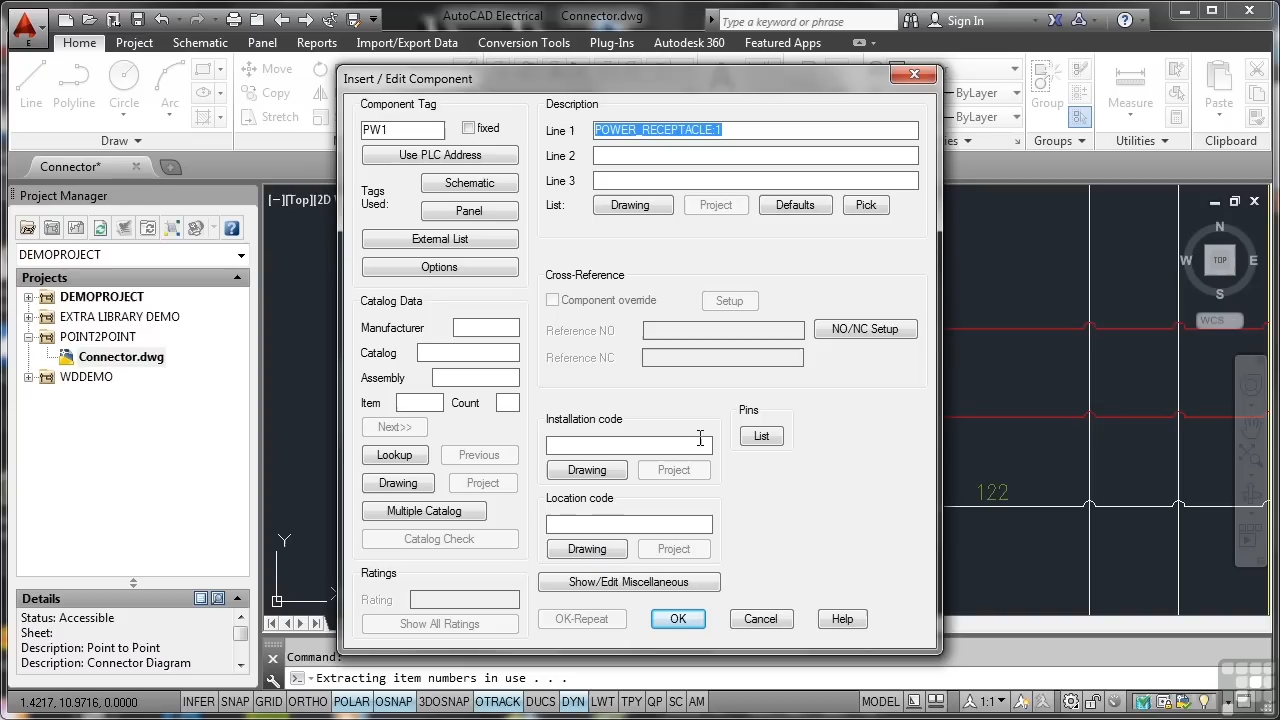 AutoCAD Electrical Connector.dwg
Type a keyword or phrase
Sign In
E
Home Project Schematic Panel Reports Import/Export Data Conversion Tools Plug-Ins Autodesk 360 Featured Apps
Line Polyline Circle Arc
Move
Copy
Stretch
Draw
ByLayer
ByLayer
Group
Groups
Measure
Utilities
Paste
Clipboard
Connector*
Project Manager
DEMOPROJECT
Projects
DEMOPROJECT
EXTRA LIBRARY DEMO
POINT2POINT
Connector.dwg
WDDEMO
Details
Status: Accessible
Sheet:
Description: Point to Point
Description: Connector Diagram
[−][Top][2D
Y
N
W TOP E
S
WCS
122
Insert / Edit Component
Component Tag
PW1
fixed
Use PLC Address
Tags
Used:
Schematic
Panel
External List
Options
Catalog Data
Manufacturer
Catalog
Assembly
Item Count
Next>>
Lookup Previous
Drawing Project
Multiple Catalog
Catalog Check
Ratings
Rating
Show All Ratings
Description
Line 1 POWER_RECEPTACLE:1
Line 2
Line 3
List: Drawing Project Defaults Pick
Cross-Reference
Component override Setup
Reference NO NO/NC Setup
Reference NC
Installation code
Drawing Project
Pins
List
Location code
Drawing Project
Show/Edit Miscellaneous
OK-Repeat OK Cancel Help
Command:
Extracting item numbers in use . . .
1.4217, 10.9716, 0.0000 INFER SNAP GRID ORTHO POLAR OSNAP 3DOSNAP OTRACK DUCS DYN LWT TPY QP SC AM MODEL 1:1